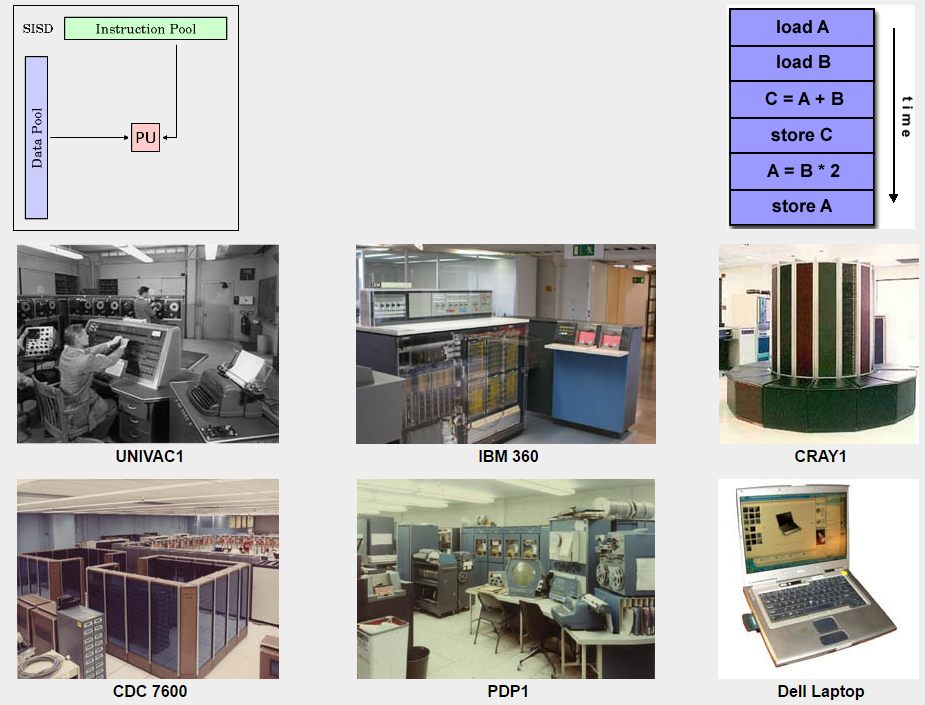 SISD
Instruction Pool
Data Pool
PU
load A
load B
C = A + B
store C
A = B * 2
store A
time
UNIVAC1
IBM 360
CRAY1
CDC 7600
PDP1
Dell Laptop